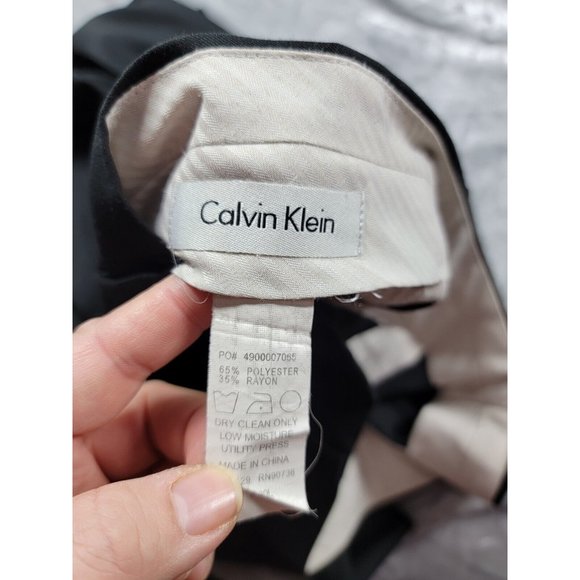 Calvin Klein
PO# 4900007065
65% POLYESTER
35% RAYON
DRY CLEAN ONLY
LOW MOISTURE
UTILITY PRESS
MADE IN CHINA
RN90736